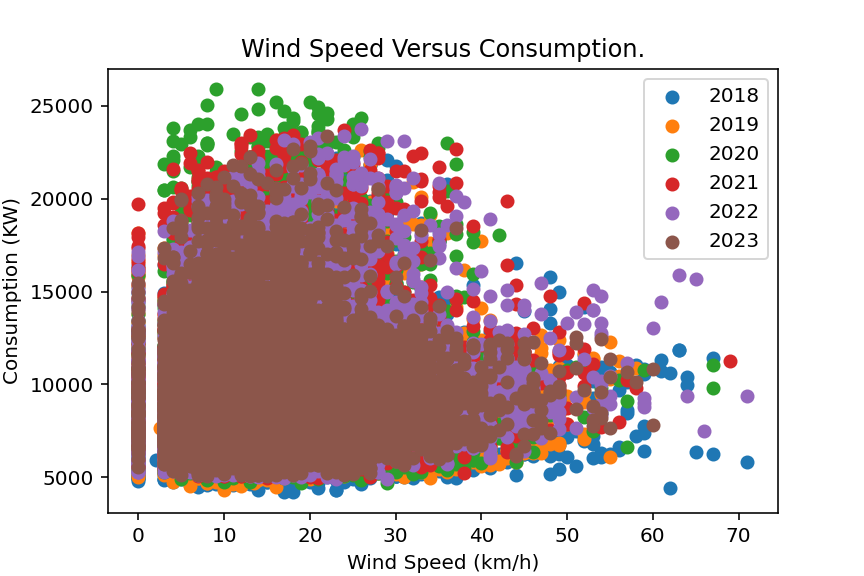 Wind Speed Versus Consumption.
2018
2019
2020
2021
2022
2023
25000
20000
15000
10000
5000
Consumption (KW)
0 10 20 30 40 50 60 70
Wind Speed (km/h)